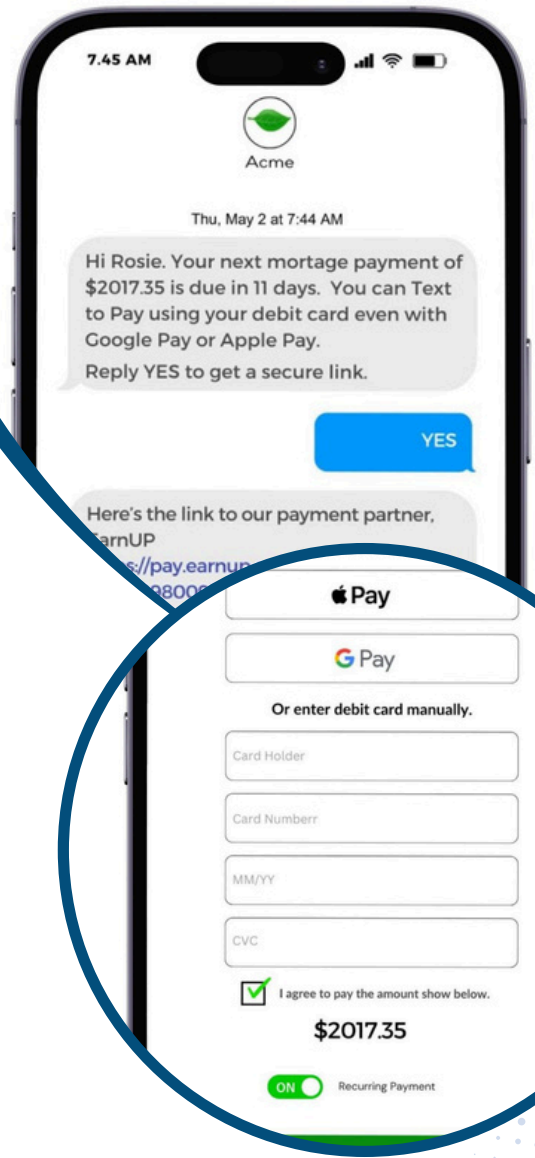 7.45 AM
Acme
Thu, May 2 at 7:44 AM
Hi Rosie. Your next mortage payment of
$2017.35 is due in 11 days. You can Text
to Pay using your debit card even with
Google Pay or Apple Pay.
Reply YES to get a secure link.
YES
Here's the link to our payment partner,
EarnUP
s://pay.earnup
9800
Pay
G Pay
Or enter debit card manually.
Card Holder
Card Numberr
MM/YY
CVC
I agree to pay the amount show below.
$2017.35
ON Recurring Payment